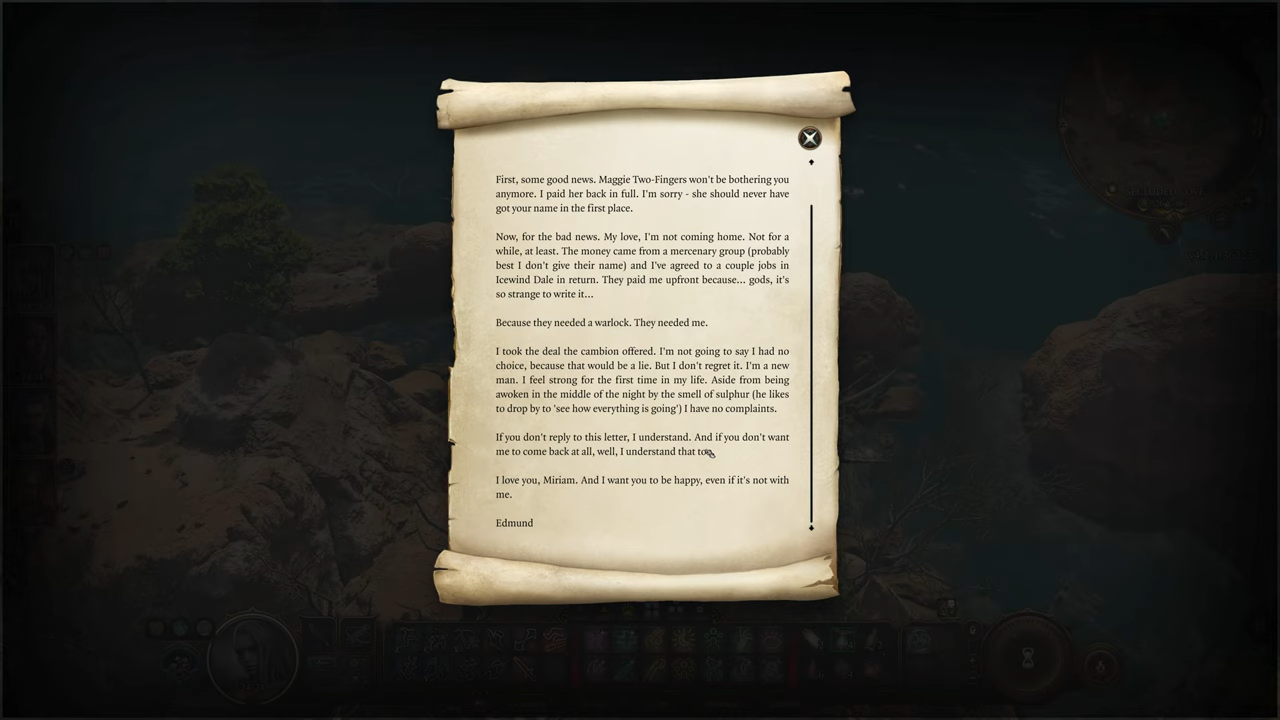 First, some good news. Maggie Two-Fingers won't be bothering you
anymore. I paid her back in full. I'm sorry - she should never have
got your name in the first place.
Now, for the bad news. My love, I'm not coming home. Not for a
while, at least. The money came from a mercenary group (probably
best I don't give their name) and I've agreed to a couple jobs in
Icewind Dale in return. They paid me upfront because... gods, it's
so strange to write it...
Because they needed a warlock. They needed me.
I took the deal the cambion offered. I'm not going to say I had no
choice, because that would be a lie. But I don't regret it. I'm a new
man. I feel strong for the first time in my life. Aside from being
awoken in the middle of the night by the smell of sulphur (he likes
to drop by to 'see how everything is going') I have no complaints.
If you don't reply to this letter, I understand. And if you don't want
me to come back at all, well, I understand that too.
I love you, Miriam. And I want you to be happy, even if it's not with
me.
Edmund